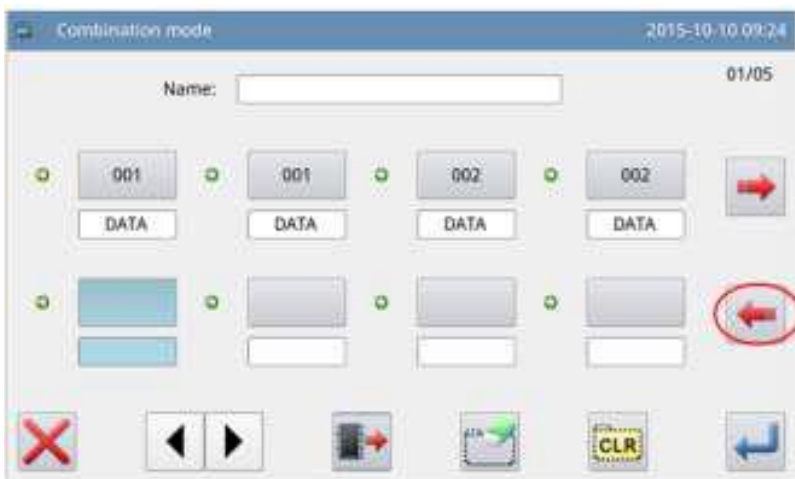 Combination mode 2015-10-10 09:24
01/05
Name:
001 001 002 002
DATA DATA DATA DATA
CLR